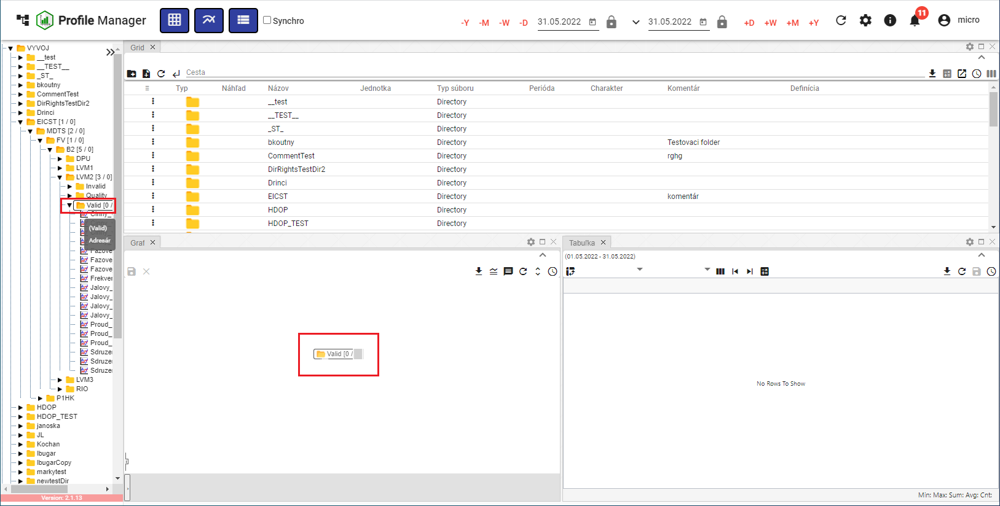 Profile Manager
Synchro
-Y -M -W -D 31.05.2022 31.05.2022 +D +W +M +Y
11
micro
VYVOJ
__test
__TEST__
_ST_
bkoutny
CommentTest
DirRightsTestDir2
Drinci
EICST [1 / 0]
MDTS [2 / 0]
FV [1 / 0]
B2 [5 / 0]
DPU
LVM1
LVM2 [3 / 0]
Invalid
Quality
Valid [0 /
(Valid)
Adresár
Fazove
Fazove
Fazove
Frekver
Jalovy_
Jalovy_
Jalovy_
Jalovy_
Proud_
Proud_
Proud_
Sdruzer
Sdruzer
Sdruzer
LVM3
RIO
P1HK
HDOP
HDOP_TEST
janoska
JL
Kochan
lbugar
lbugarCopy
markytest
newtestDir
Version: 2.1.13
Grid
Cesta
Typ Náhľad Názov Jednotka Typ súboru Perióda Charakter Komentár Definícia
__test Directory
__TEST__ Directory
_ST_ Directory
bkoutny Directory Testovaci folder
CommentTest Directory rghg
DirRightsTestDir2 Directory
Drinci Directory
EICST Directory komentár
HDOP Directory
HDOP_TEST Directory
Graf
Valid [0 /
Tabuľka
(01.05.2022 - 31.05.2022)
No Rows To Show
Min: Max: Sum: Avg: Cnt: